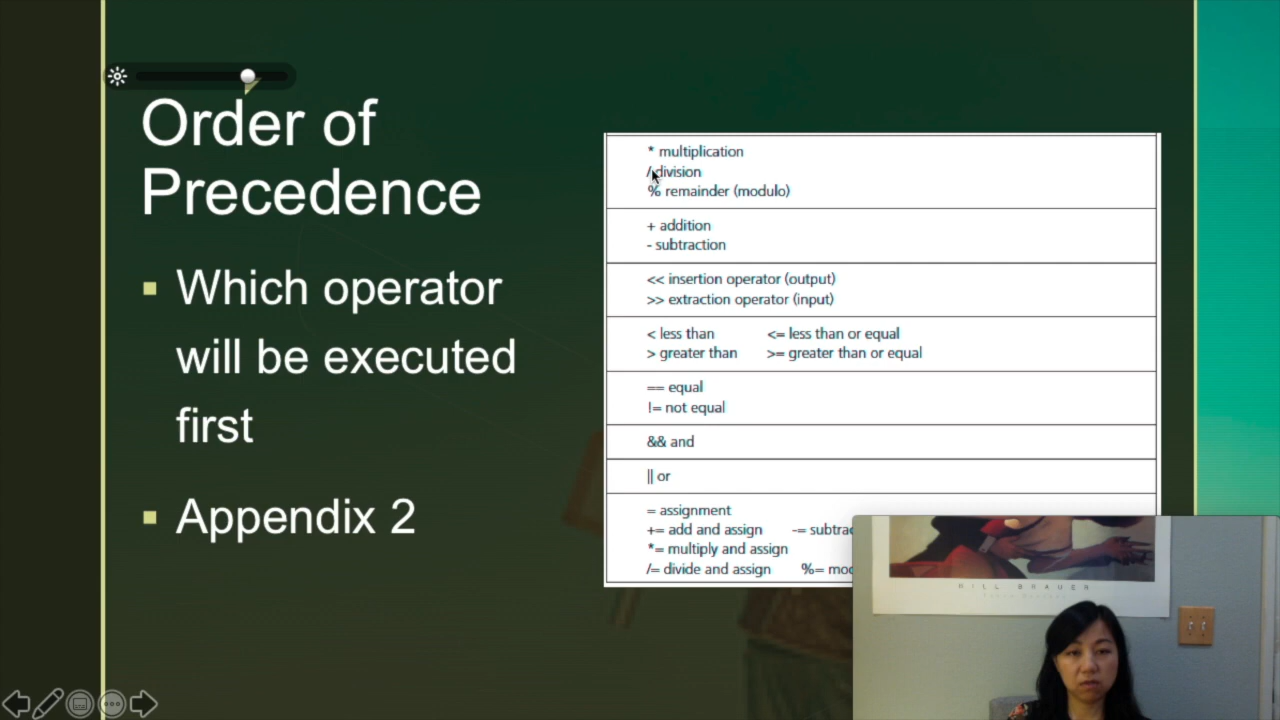 Order of
Precedence
▪ Which operator
will be executed
first
▪ Appendix 2
* multiplication
/ division
% remainder (modulo)
+ addition
- subtraction
<< insertion operator (output)
>> extraction operator (input)
< less than <= less than or equal
> greater than >= greater than or equal
== equal
!= not equal
&& and
|| or
= assignment
+= add and assign -=
*= multiply and assign
/= divide and assign %=
HILL BRAUEN